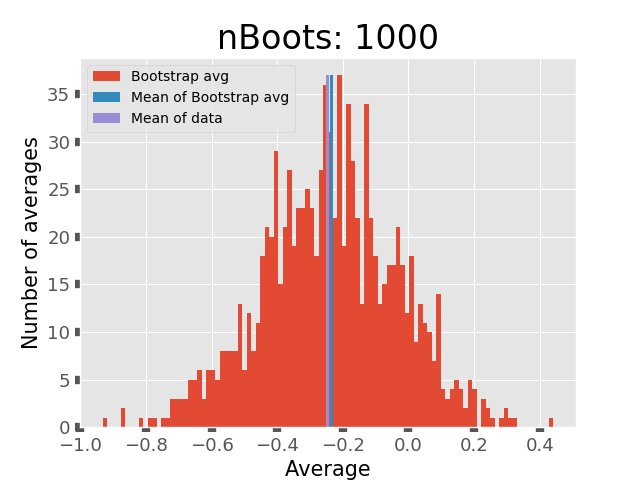 nBoots: 1000
Bootstrap avg
Mean of Bootstrap avg
Mean of data
Number of averages
35
30
25
20
15
10
5
0
−1.0 −0.8 −0.6 −0.4 −0.2 0.0 0.2 0.4
Average